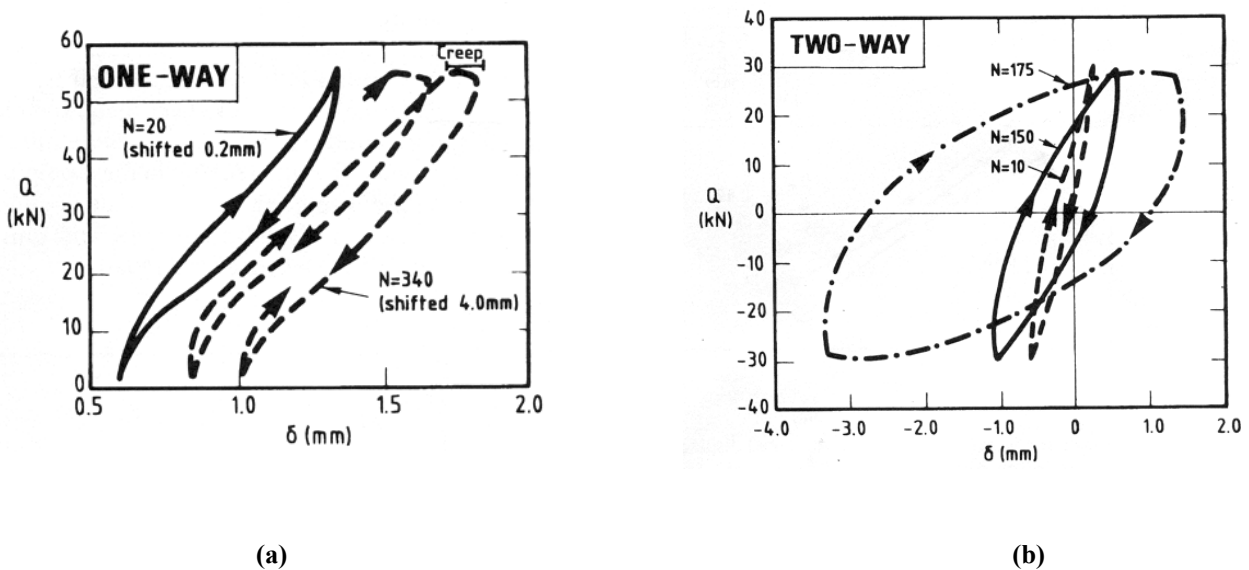 ONE-WAY
Creep
N=20
(shifted 0.2mm)
N=340
(shifted 4.0mm)
Q
(kN)
60
50
40
30
20
10
0
0.5
1.0
1.5
2.0
δ (mm)
(a)
TWO-WAY
N=175
N=150
N=10
Q
(kN)
40
30
20
10
0
-10
-20
-30
-40
-4.0
-3.0
-2.0
-1.0
0
1.0
2.0
δ (mm)
(b)